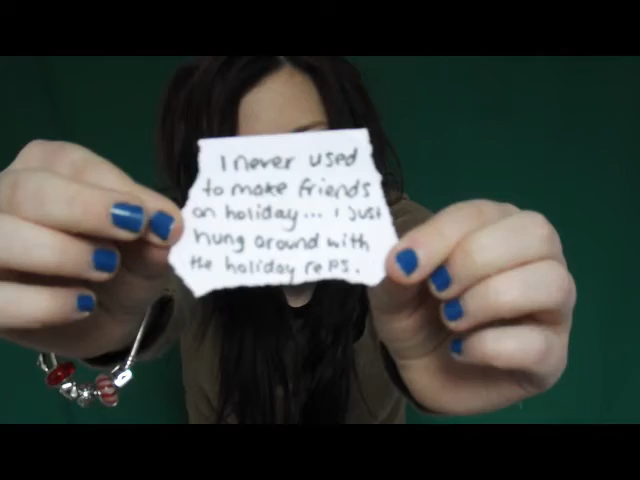 I never used
to make friends
on holiday... I just
hung around with
the holiday reps.